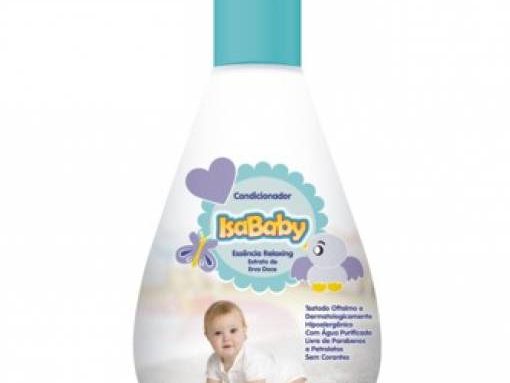 Condicionador
IsaBaby
Essência Relaxing
Extrato de
Erva Doce
Testado Oftalmo e
Dermatologicamente
Hipoalergênico
Com Água Purificada
Livre de Parabenos
e Petrolatos
Sem Corantes